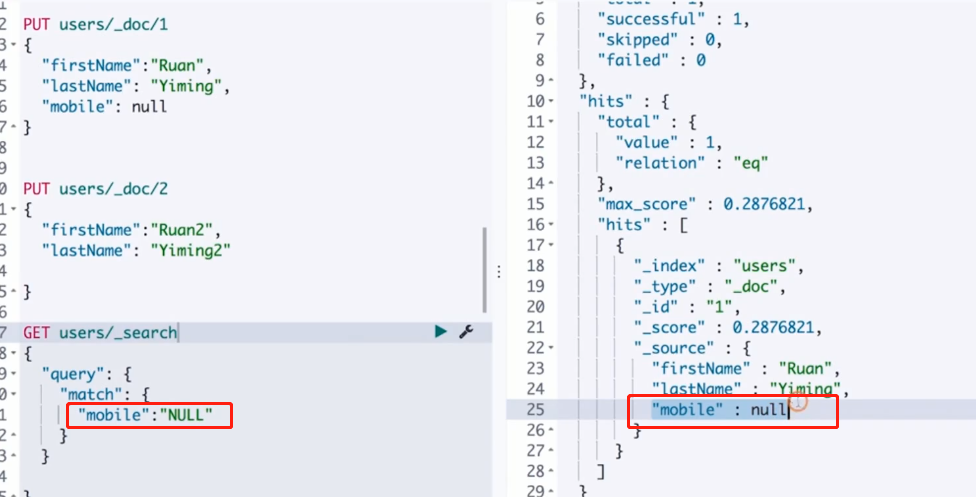 2 PUT users/_doc/1
3 {
4 "firstName":"Ruan",
5 "lastName": "Yiming",
6 "mobile": null
7 }
8
9
0 PUT users/_doc/2
1 {
2 "firstName":"Ruan2",
3 "lastName": "Yiming2"
4
5 }
6
7 GET users/_search
8 {
9 "query": {
0 "match": {
1 "mobile":"NULL"
2 }
3 }
4
5 }
6 "successful" : 1,
7 "skipped" : 0,
8 "failed" : 0
9 },
10 "hits" : {
11 "total" : {
12 "value" : 1,
13 "relation" : "eq"
14 },
15 "max_score" : 0.2876821,
16 "hits" : [
17 {
18 "_index" : "users",
19 "_type" : "_doc",
20 "_id" : "1",
21 "_score" : 0.2876821,
22 "_source" : {
23 "firstName" : "Ruan",
24 "lastName" : "Yiming",
25 "mobile" : null
26 }
27 }
28 ]
29 }